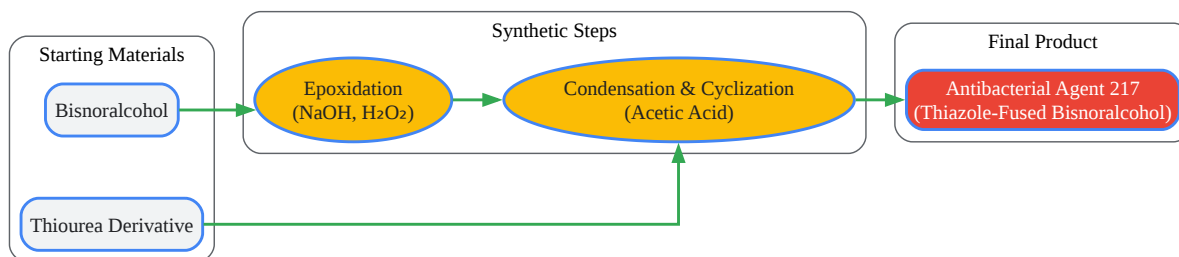 Starting Materials
Bisnoralcohol
Thiourea Derivative
Synthetic Steps
Epoxidation
(NaOH, H₂O₂)
Condensation & Cyclization
(Acetic Acid)
Final Product
Antibacterial Agent 217
(Thiazole-Fused Bisnoralcohol)